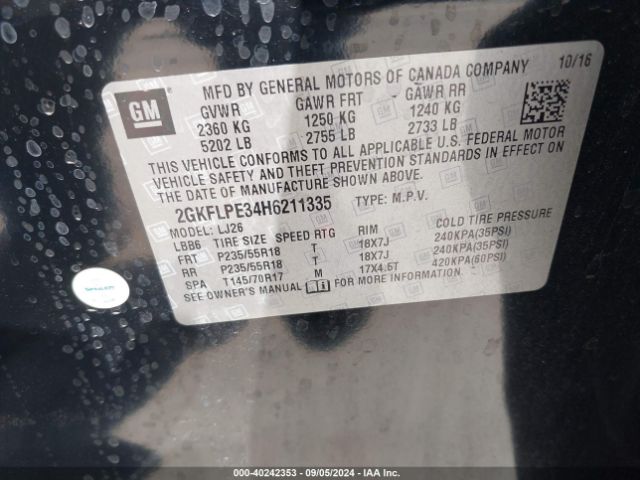 GM
MFD BY GENERAL MOTORS OF CANADA COMPANY 10/16
GVWR GAWR FRT GAWR RR
2360 KG 1250 KG 1240 KG
5202 LB 2755 LB 2733 LB
THIS VEHICLE CONFORMS TO ALL APPLICABLE U.S. FEDERAL MOTOR
VEHICLE SAFETY AND THEFT PREVENTION STANDARDS IN EFFECT ON
THE DATE OF MANUFACTURE SHOWN ABOVE.
2GKFLPE34H6211335 TYPE: M.P.V.
MODEL: LJ26
LBB6 TIRE SIZE SPEED RTG RIM COLD TIRE PRESSURE
FRT P235/55R18 T 18X7J 240KPA(35PSI)
RR P235/55R18 T 18X7J 240KPA(35PSI)
SPA T145/70R17 M 17X4.5T 420KPA(60PSI)
SEE OWNER'S MANUAL FOR MORE INFORMATION.
000-40242353 - 09/05/2024 - IAA Inc.